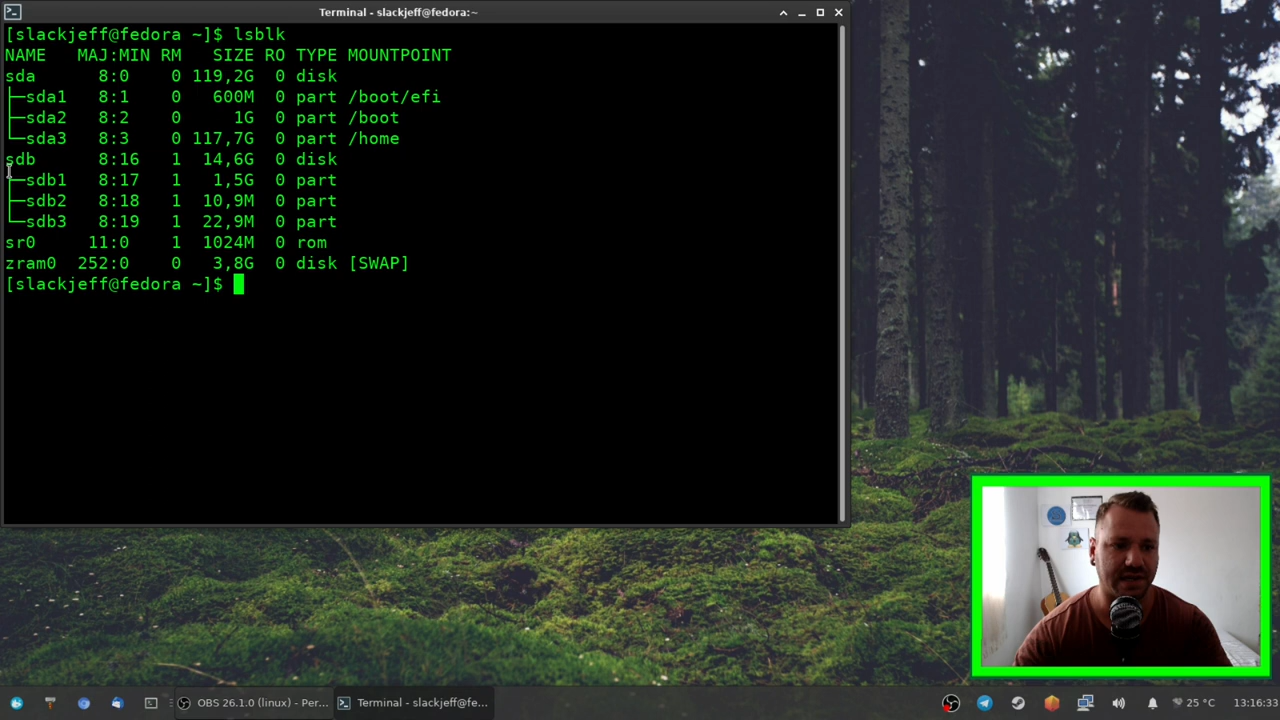 Terminal - slackjeff@fedora:~
[slackjeff@fedora ~]$ lsblk
NAME   MAJ:MIN RM   SIZE RO TYPE MOUNTPOINT
sda      8:0    0 119,2G  0 disk
├─sda1   8:1    0   600M  0 part /boot/efi
├─sda2   8:2    0     1G  0 part /boot
└─sda3   8:3    0 117,7G  0 part /home
sdb      8:16   1  14,6G  0 disk
├─sdb1   8:17   1   1,5G  0 part
├─sdb2   8:18   1  10,9M  0 part
└─sdb3   8:19   1  22,9M  0 part
sr0     11:0    1  1024M  0 rom
zram0  252:0    0   3,8G  0 disk [SWAP]
[slackjeff@fedora ~]$
OBS 26.1.0 (linux) - Per... Terminal - slackjeff@fe... 25 °C 13:16:33